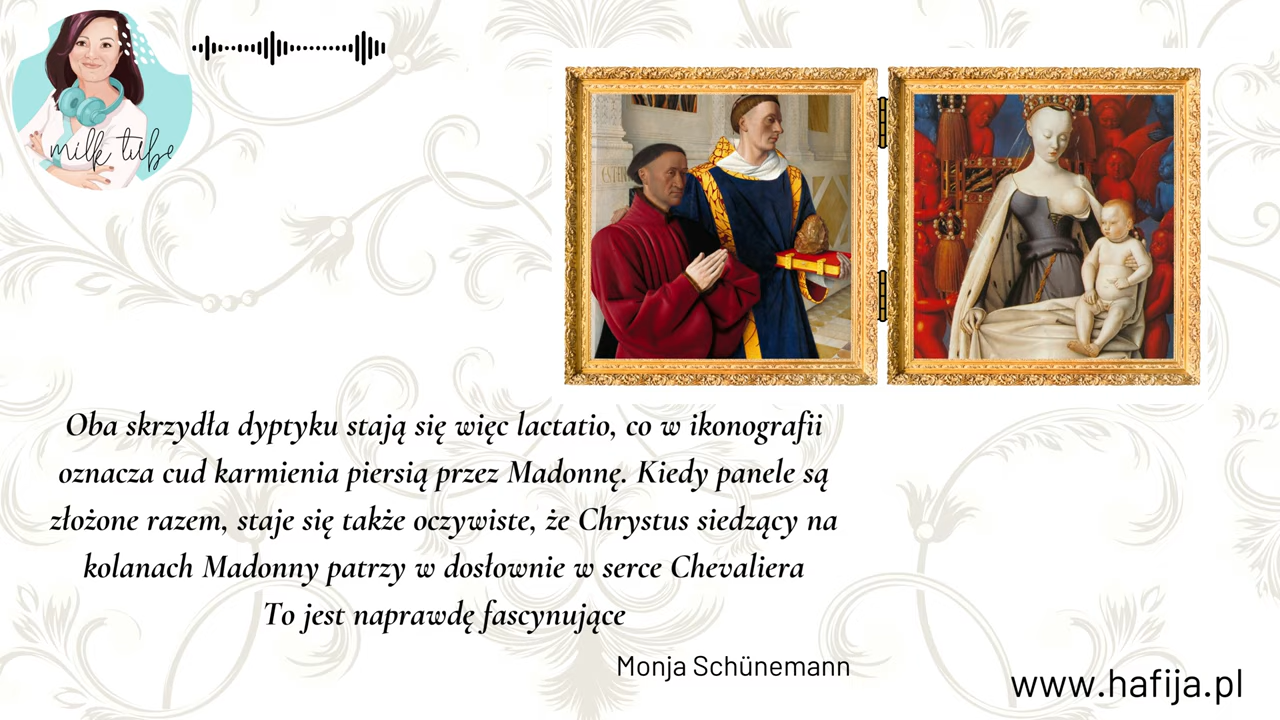 milk tube
Oba skrzydła dyptyku stają się więc lactatio, co w ikonografii
oznacza cud karmienia piersią przez Madonnę. Kiedy panele są
złożone razem, staje się także oczywiste, że Chrystus siedzący na
kolanach Madonny patrzy w dosłownie w serce Chevaliera
To jest naprawdę fascynujące
Monja Schünemann
www.hafija.pl